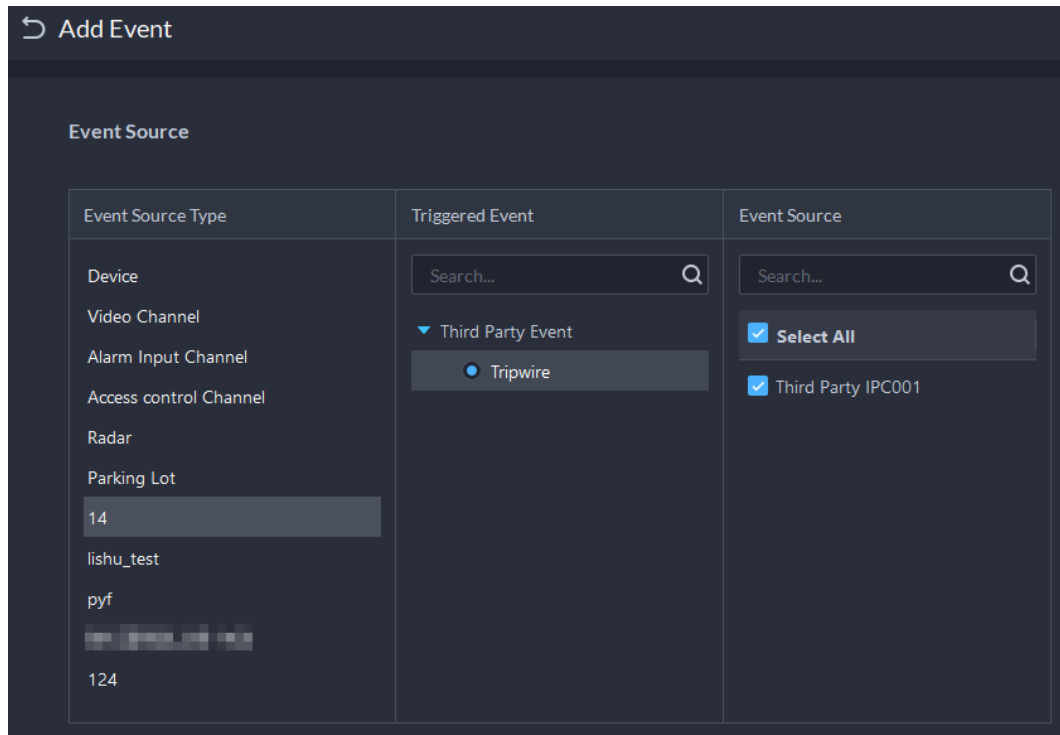 Add Event
Event Source
Event Source Type
Device
Video Channel
Alarm Input Channel
Access control Channel
Radar
Parking Lot
14
lishu_test
pyf
124
Triggered Event
Search...
Third Party Event
Tripwire
Event Source
Search...
Select All
Third Party IPC001